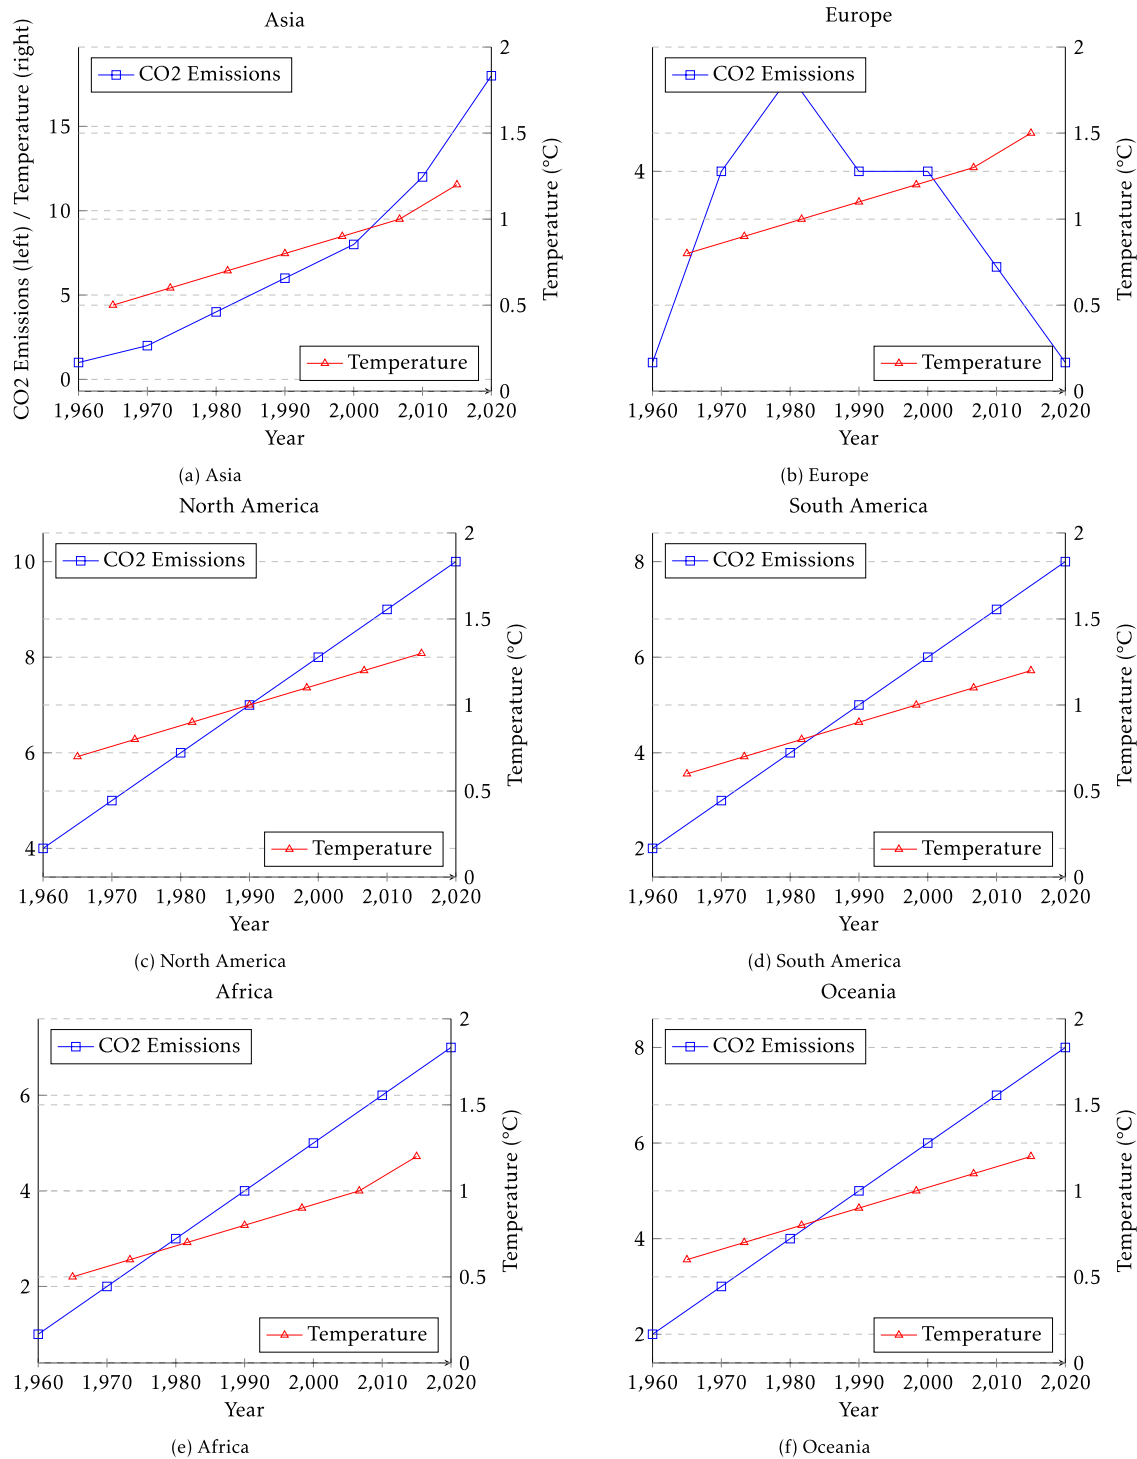 Asia
CO2 Emissions (left) / Temperature (right)
CO2 Emissions
15
10
5
0
2
1.5
1
0.5
0
Temperature (°C)
Temperature
1,960 1,970 1,980 1,990 2,000 2,010 2,020
Year
(a) Asia
Europe
CO2 Emissions
4
2
1.5
1
0.5
0
Temperature (°C)
Temperature
1,960 1,970 1,980 1,990 2,000 2,010 2,020
Year
(b) Europe
North America
CO2 Emissions
10
8
6
4
2
1.5
1
0.5
0
Temperature (°C)
Temperature
1,960 1,970 1,980 1,990 2,000 2,010 2,020
Year
(c) North America
South America
CO2 Emissions
8
6
4
2
2
1.5
1
0.5
0
Temperature (°C)
Temperature
1,960 1,970 1,980 1,990 2,000 2,010 2,020
Year
(d) South America
Africa
CO2 Emissions
6
4
2
2
1.5
1
0.5
0
Temperature (°C)
Temperature
1,960 1,970 1,980 1,990 2,000 2,010 2,020
Year
(e) Africa
Oceania
CO2 Emissions
8
6
4
2
2
1.5
1
0.5
0
Temperature (°C)
Temperature
1,960 1,970 1,980 1,990 2,000 2,010 2,020
Year
(f) Oceania